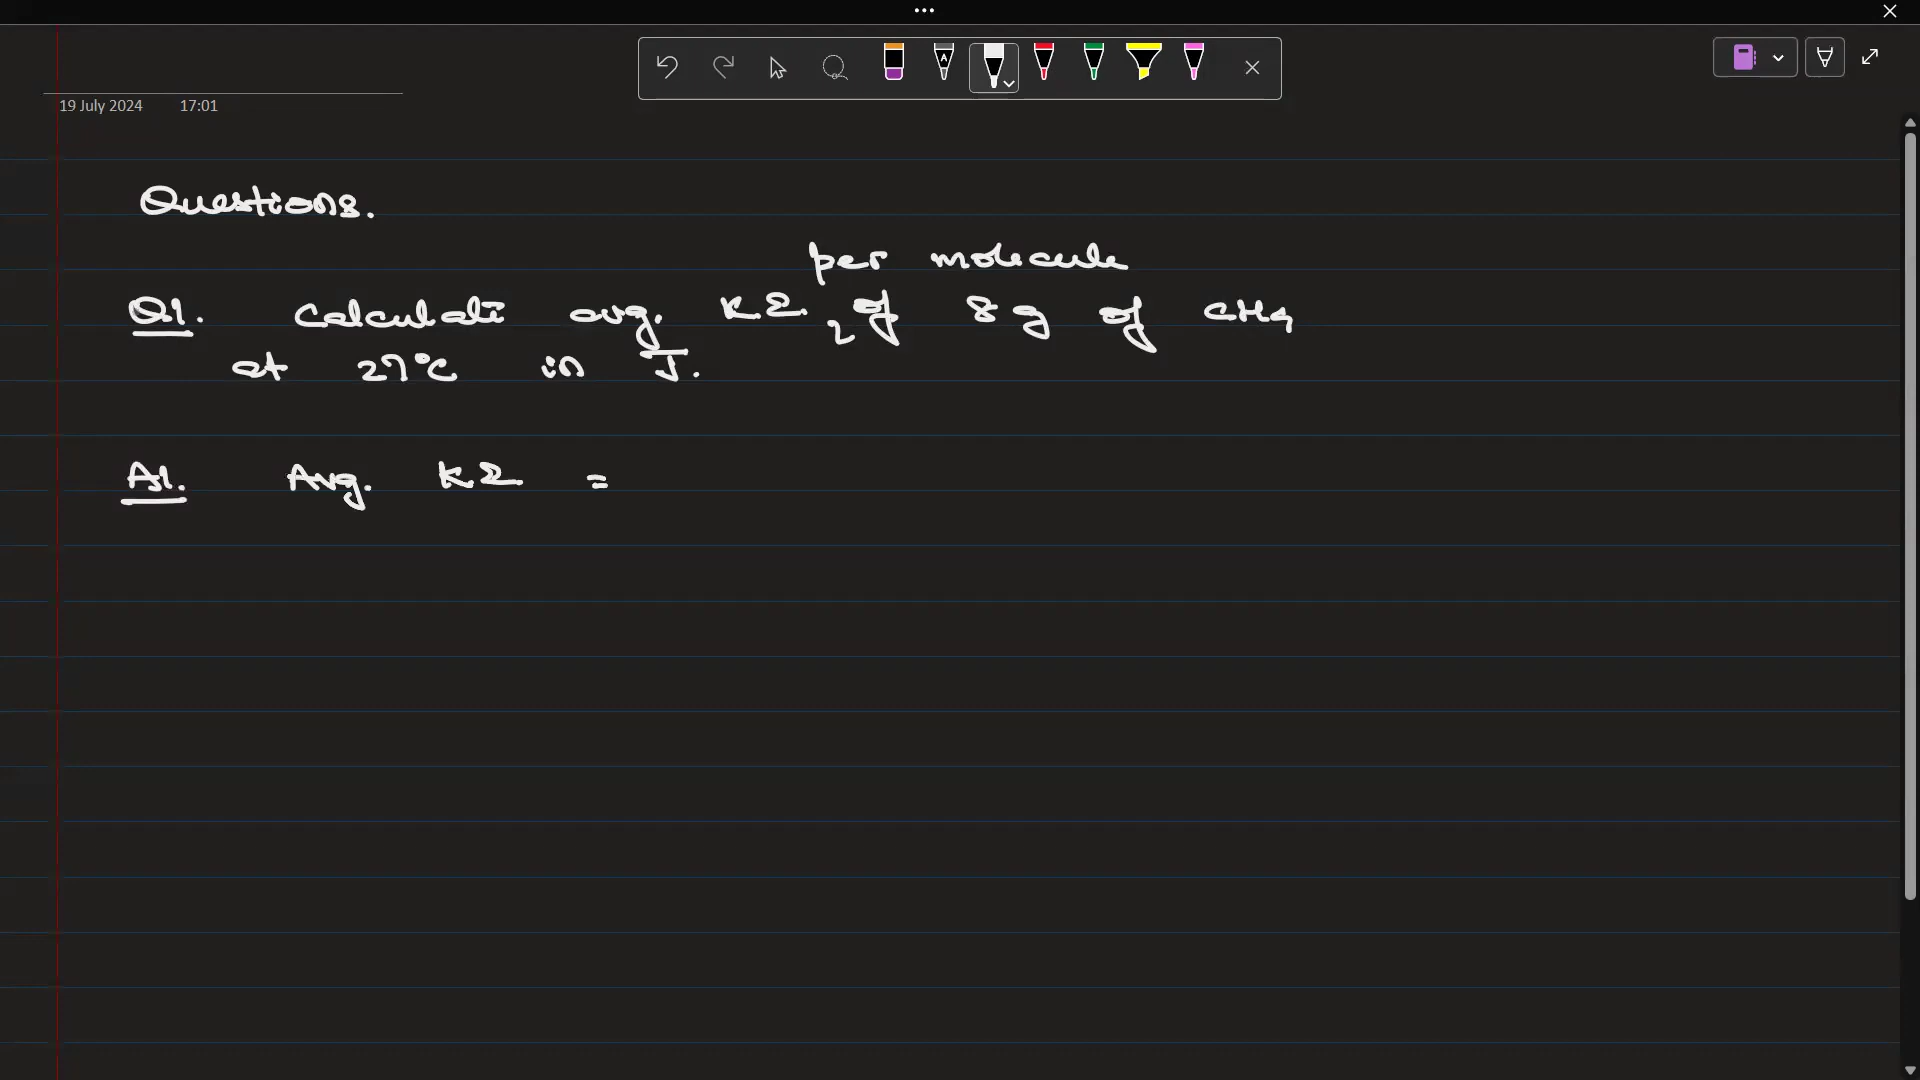 19 July 2024 17:01
Questions.
per molecule
Q1. Calculate avg. K.E. of 8 g of CH4
at 27°C in J.
A1. Avg. KE =